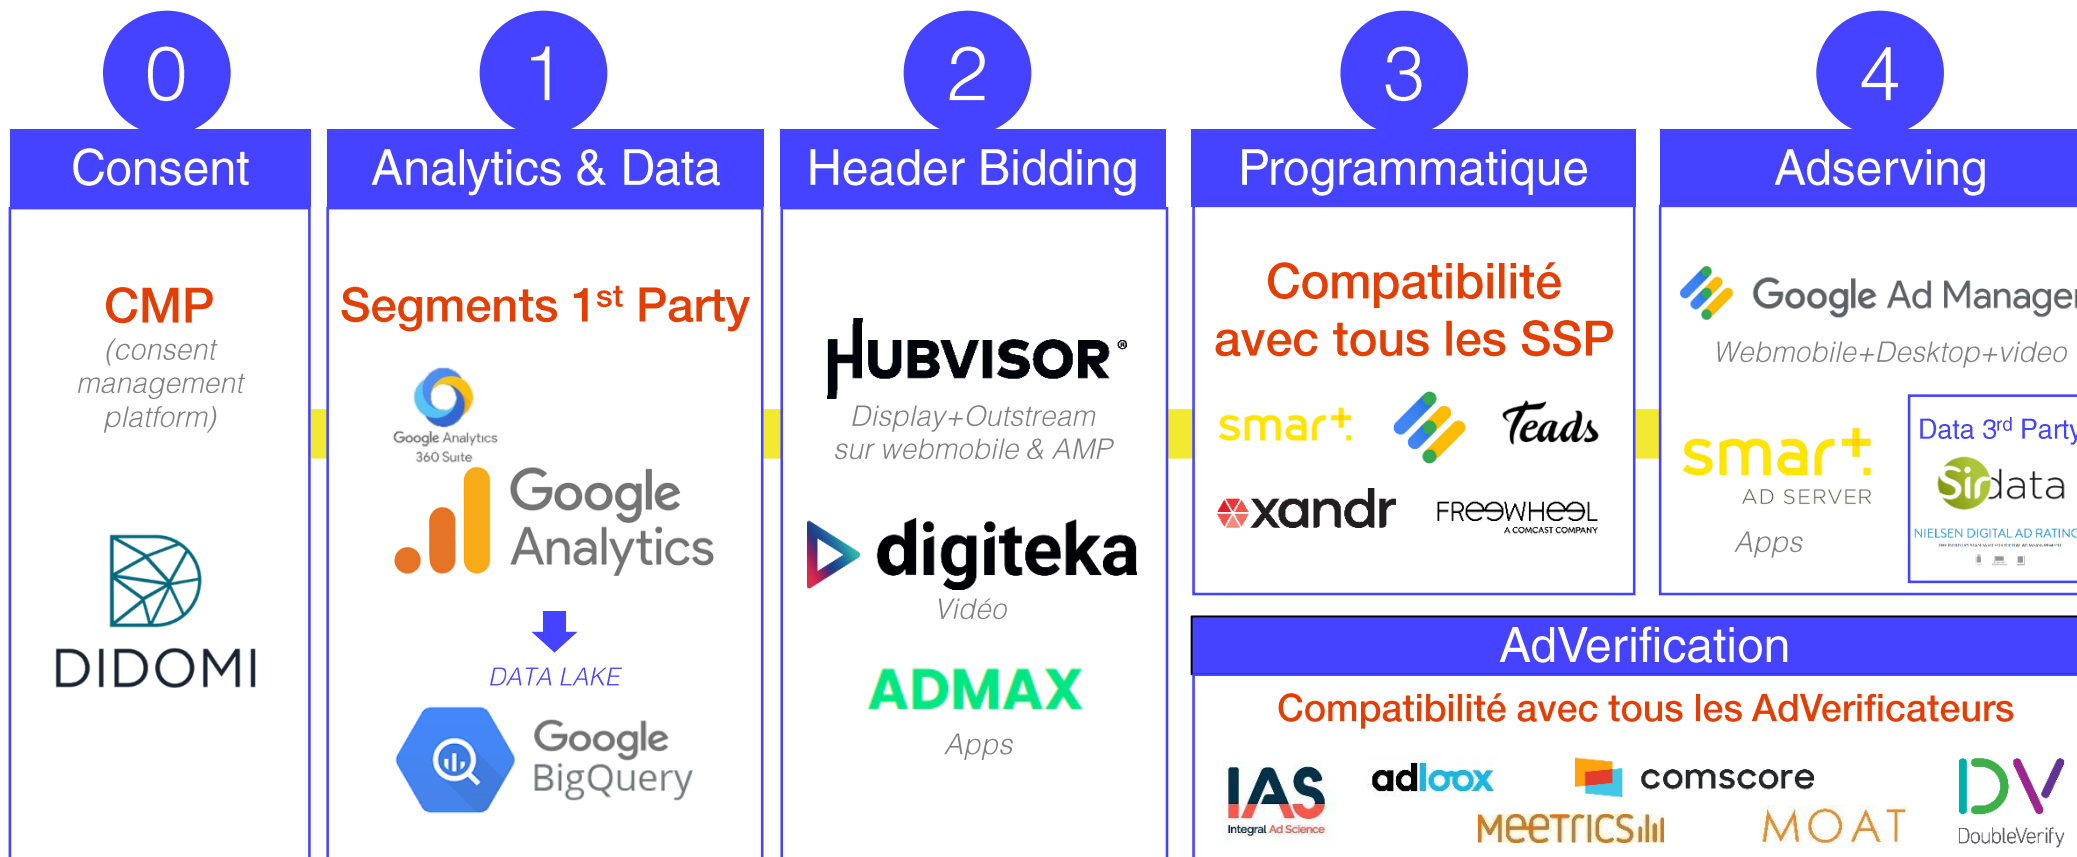 0
Consent
CMP
(consent
management
platform)
DIDOMI
1
Analytics & Data
Segments 1st Party
Google Analytics
360 Suite
Google
Analytics
DATA LAKE
Google
BigQuery
2
Header Bidding
HUBVISOR®
Display+Outstream
sur webmobile & AMP
digiteka
Vidéo
ADMAX
Apps
3
Programmatique
Compatibilité
avec tous les SSP
smart
Teads
xandr
FREEWHEEL
A COMCAST COMPANY
4
Adserving
Google Ad Manager
Webmobile+Desktop+video
smart
AD SERVER
Apps
Data 3rd Party
Sirdata
NIELSEN DIGITAL AD RATING
AdVerification
Compatibilité avec tous les AdVerificateurs
IAS
Integral Ad Science
adloox
comscore
MeeTRICS
MOAT
DV
DoubleVerify